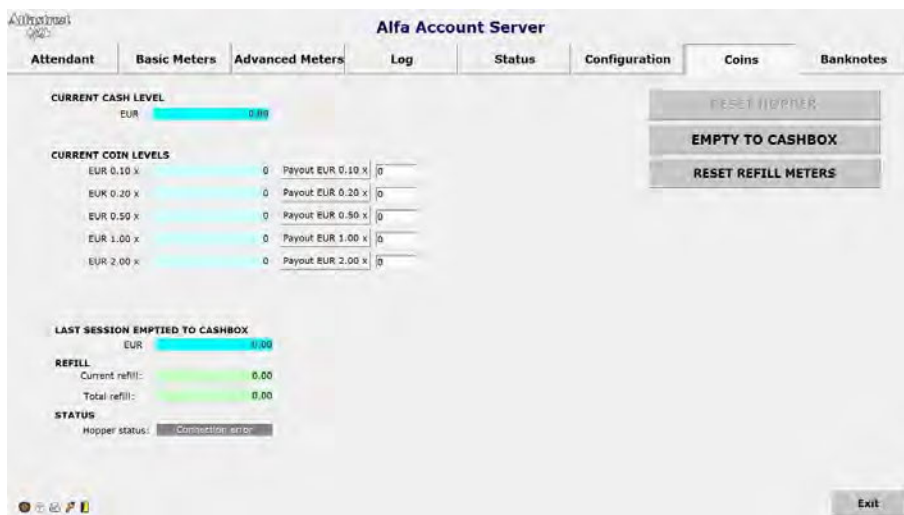 Alfa Account Server
Attendant Basic Meters Advanced Meters Log Status Configuration Coins Banknotes
CURRENT CASH LEVEL
EUR 0.00
RESET HOPPER
EMPTY TO CASHBOX
RESET REFILL METERS
CURRENT COIN LEVELS
EUR 0.10 x 0 Payout EUR 0.10 x 0
EUR 0.20 x 0 Payout EUR 0.20 x 0
EUR 0.50 x 0 Payout EUR 0.50 x 0
EUR 1.00 x 0 Payout EUR 1.00 x 0
EUR 2.00 x 0 Payout EUR 2.00 x 0
LAST SESSION EMPTIED TO CASHBOX
EUR 0.00
REFILL
Current refill: 0.00
Total refill: 0.00
STATUS
Hopper status: Connection error
Exit